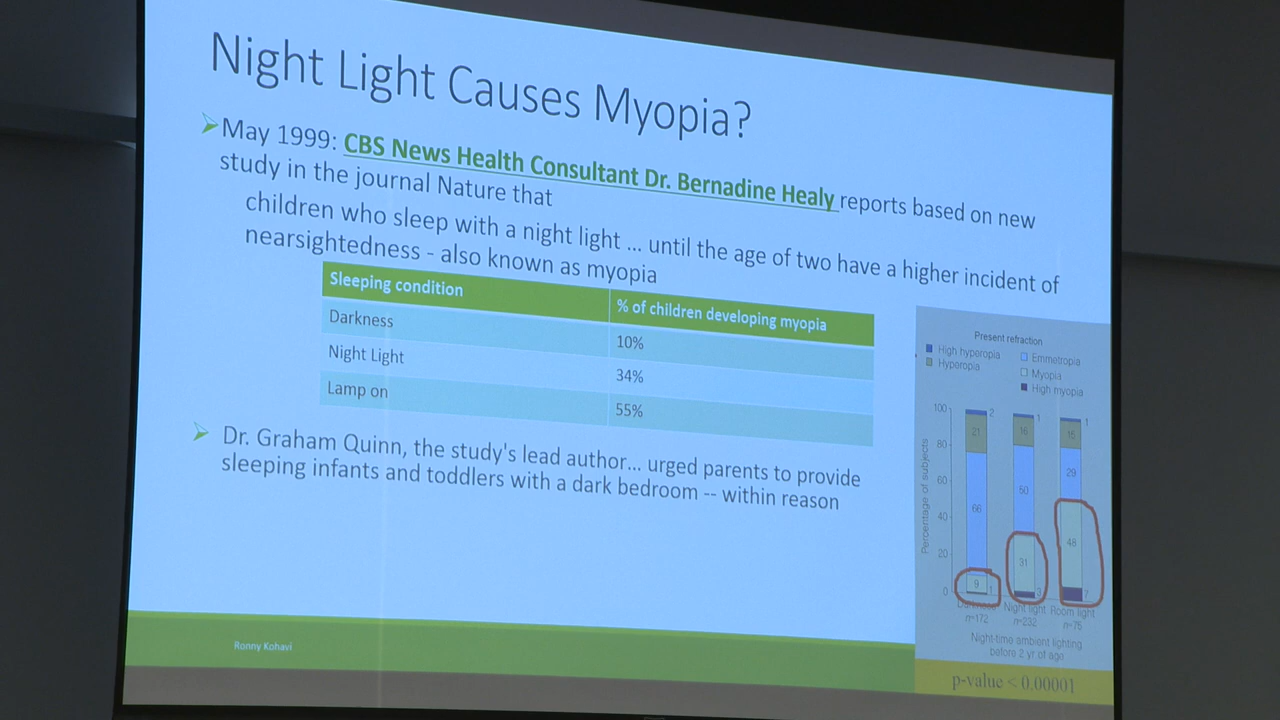 Night Light Causes Myopia?
May 1999: CBS News Health Consultant Dr. Bernadine Healy reports based on new
study in the journal Nature that
children who sleep with a night light ... until the age of two have a higher incident of
nearsightedness - also known as myopia
Sleeping condition % of children developing myopia
Darkness 10%
Night Light 34%
Lamp on 55%
Dr. Graham Quinn, the study's lead author... urged parents to provide
sleeping infants and toddlers with a dark bedroom -- within reason
Present refraction
High hyperopia Emmetropia
Hyperopia Myopia
High myopia
Percentage of subjects
100
80
60
40
20
0
2 1 1
21 16 15
66 50 29
9 31 48
1 3 7
Darkness Night light Room light
n=172 n=232 n=75
Night-time ambient lighting
before 2 yr of age
p-value < 0.00001
Ronny Kohavi